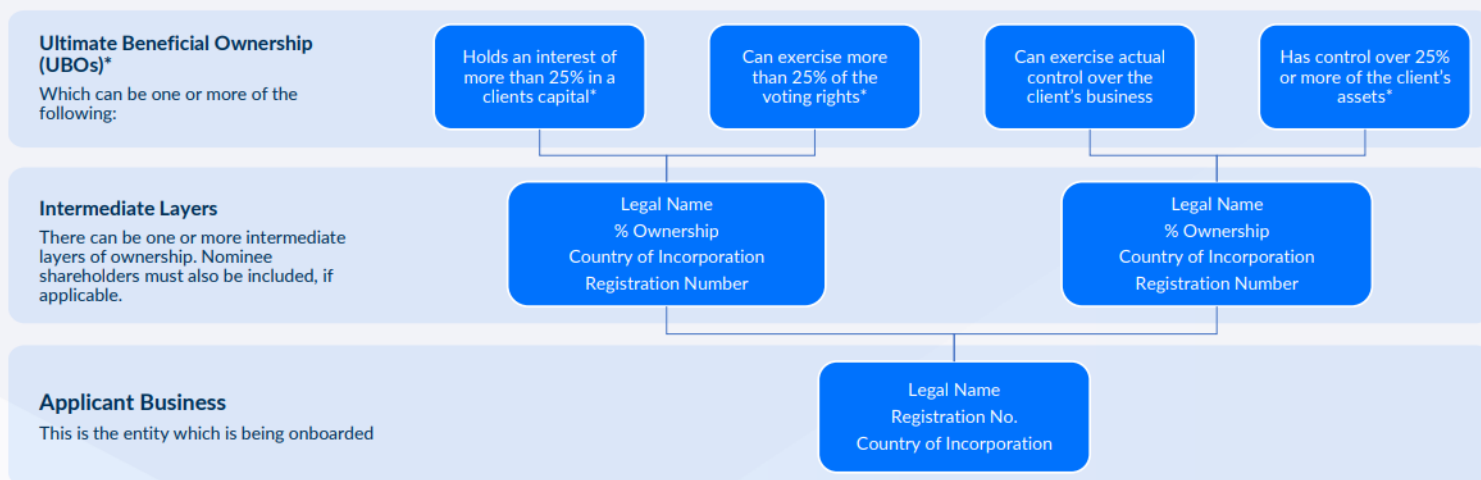 Ultimate Beneficial Ownership
(UBOs)*
Which can be one or more of the
following:
Holds an interest of
more than 25% in a
clients capital*
Can exercise more
than 25% of the
voting rights*
Can exercise actual
control over the
client's business
Has control over 25%
or more of the client's
assets*
Intermediate Layers
There can be one or more intermediate
layers of ownership. Nominee
shareholders must also be included, if
applicable.
Legal Name
% Ownership
Country of Incorporation
Registration Number
Legal Name
% Ownership
Country of Incorporation
Registration Number
Applicant Business
This is the entity which is being onboarded
Legal Name
Registration No.
Country of Incorporation